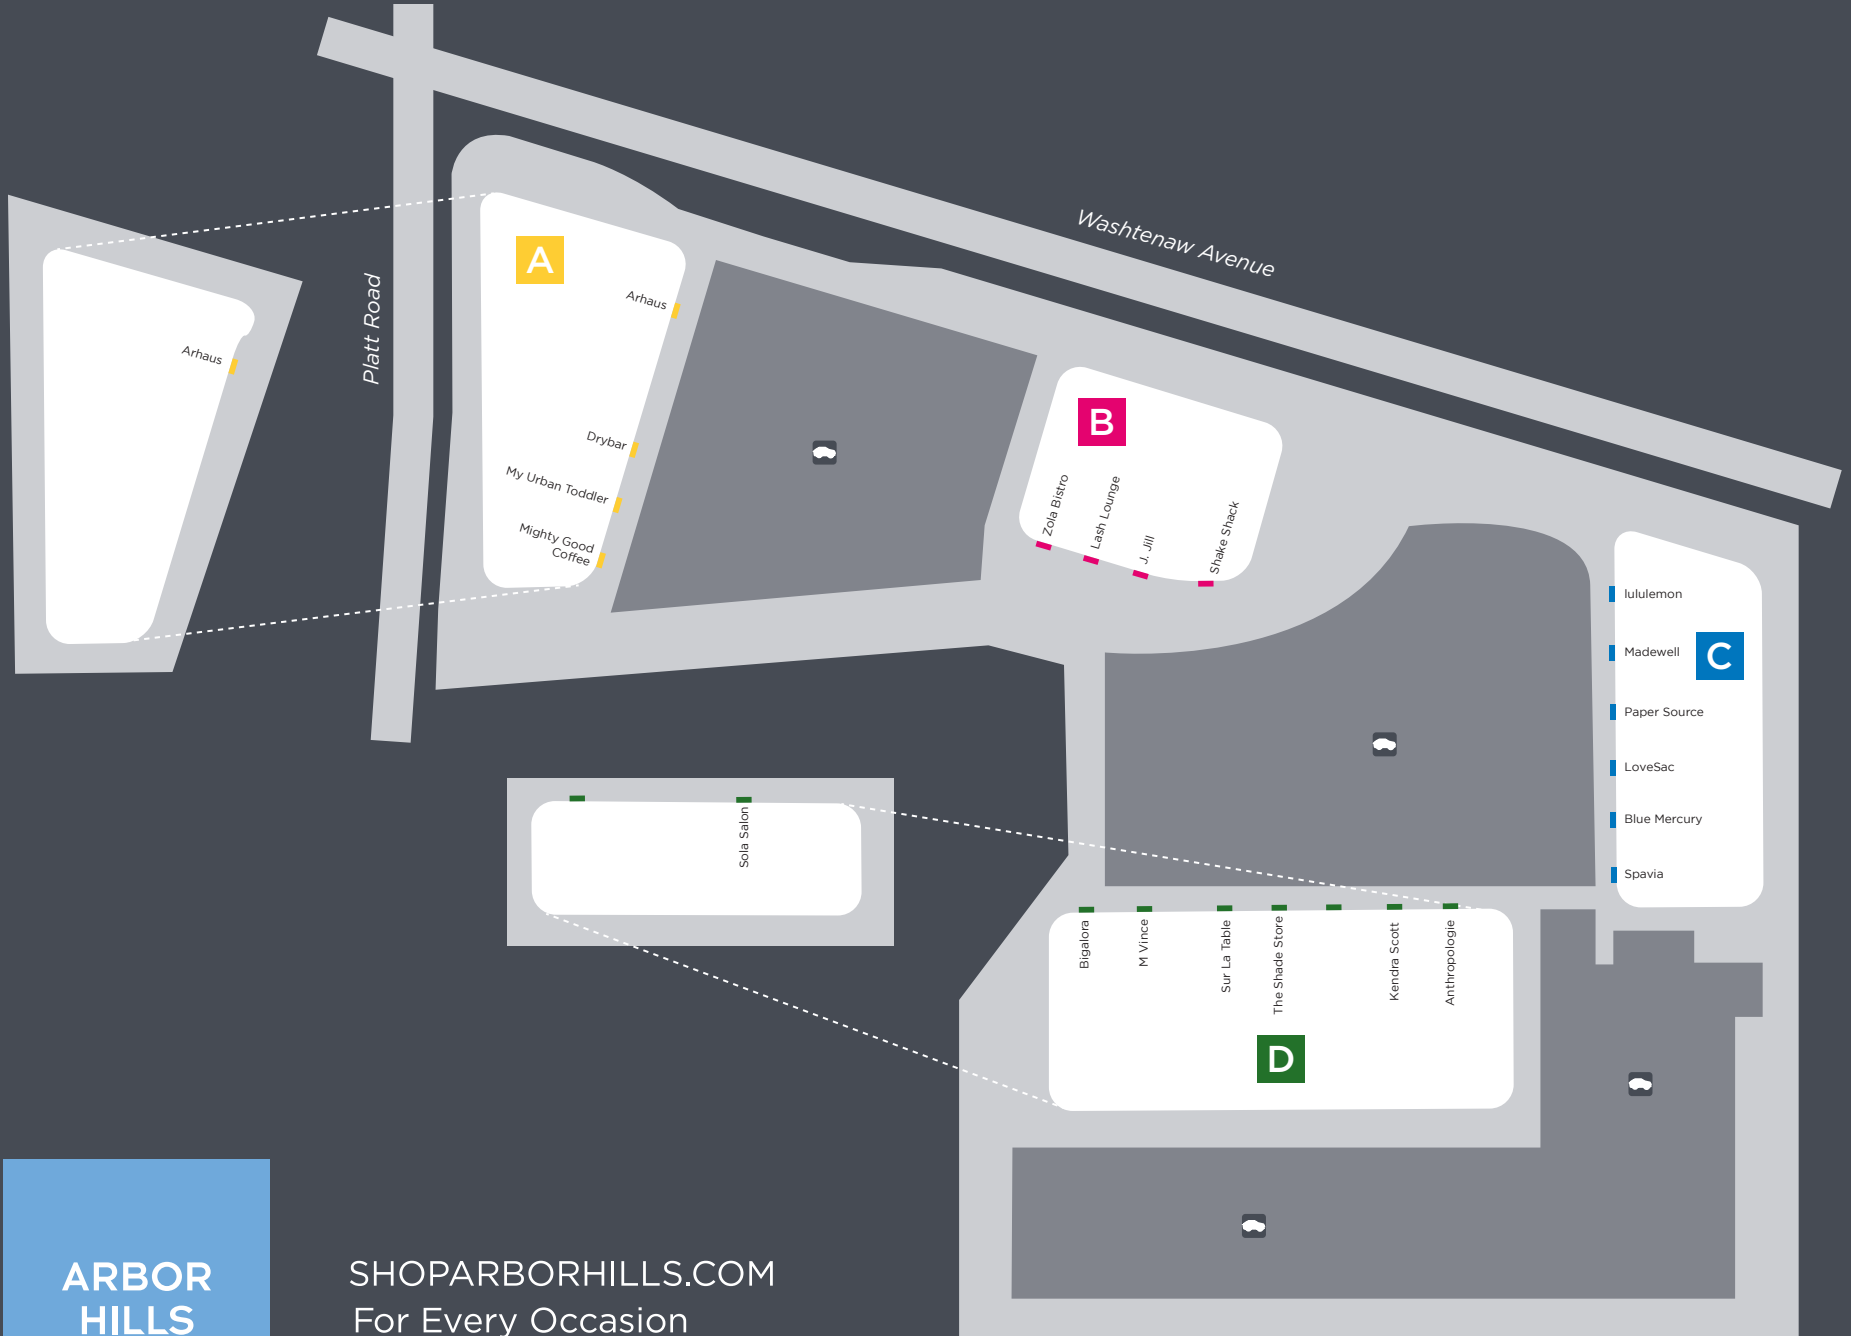 Washtenaw Avenue
Platt Road
A
Arhaus
Drybar
My Urban Toddler
Mighty Good
Coffee
Arhaus
B
Zola Bistro
Lash Lounge
J. Jill
Shake Shack
C
lululemon
Madewell
Paper Source
LoveSac
Blue Mercury
Spavia
Sola Salon
Bigalora
M Vince
Sur La Table
The Shade Store
Kendra Scott
Anthropologie
D
ARBOR
HILLS
SHOPARBORHILLS.COM
For Every Occasion